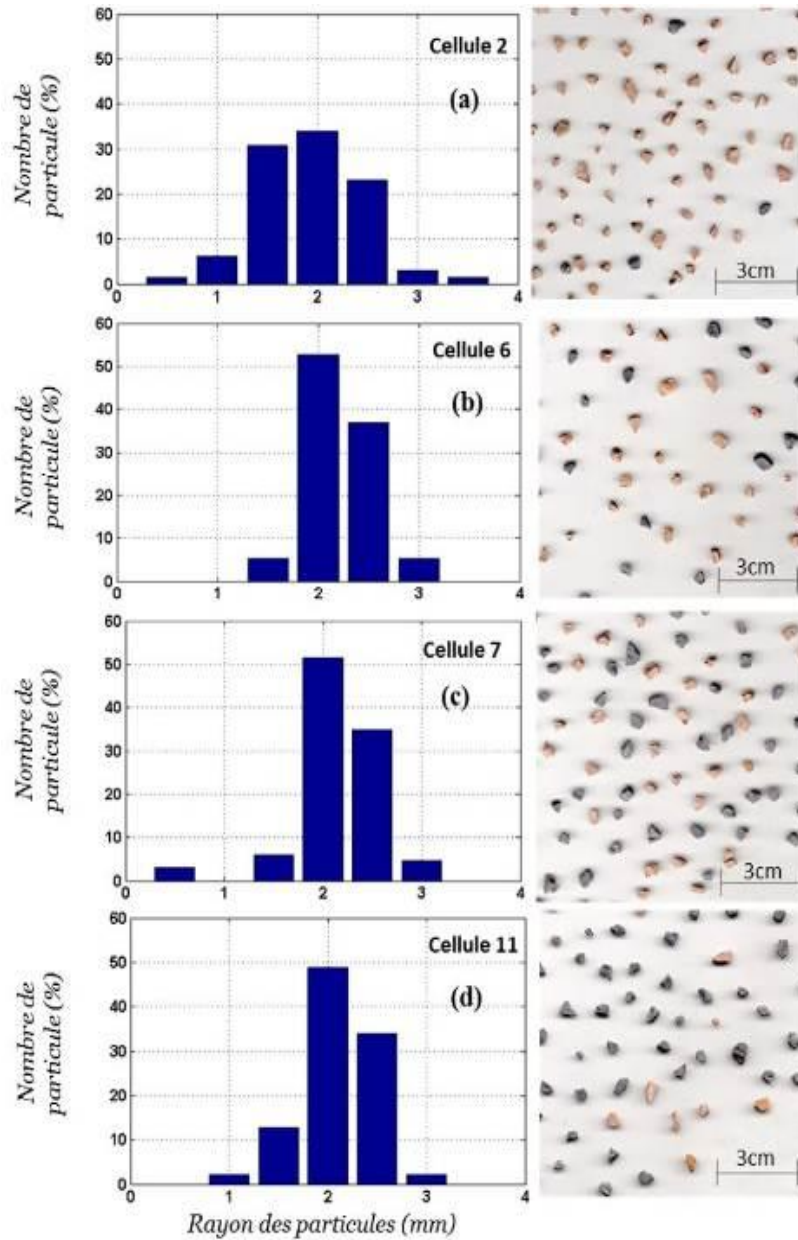 60
50
40
30
20
10
0
0 1 2 3 4
Nombre de
particule (%)
Cellule 2
(a)
3cm
60
50
40
30
20
10
0
0 1 2 3 4
Nombre de
particule (%)
Cellule 6
(b)
3cm
60
50
40
30
20
10
0
0 1 2 3 4
Nombre de
particule (%)
Cellule 7
(c)
3cm
60
50
40
30
20
10
0
0 1 2 3 4
Nombre de
particule (%)
Cellule 11
(d)
3cm
Rayon des particules (mm)